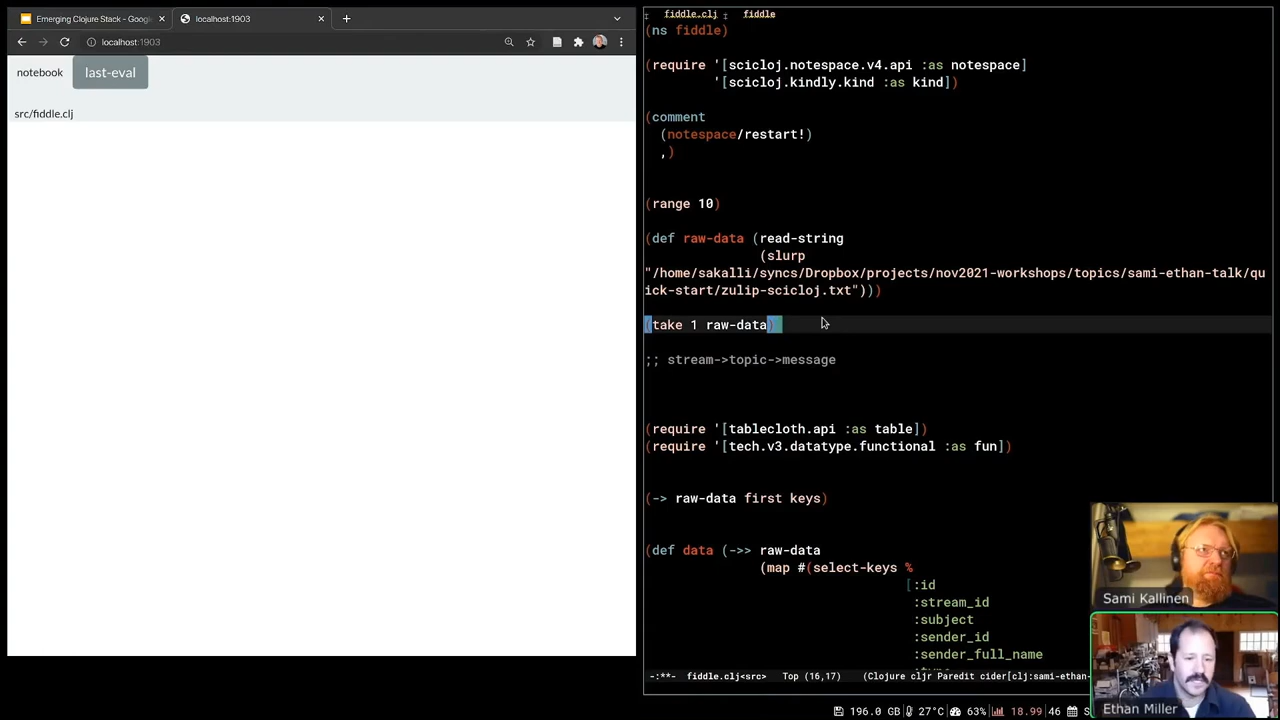 Emerging Clojure Stack - Google
localhost:1903
localhost:1903
notebook
last-eval
src/fiddle.clj
fiddle.clj
fiddle
(ns fiddle)
(require '[scicloj.notespace.v4.api :as notespace]
'[scicloj.kindly.kind :as kind])
(comment
(notespace/restart!)
,)
(range 10)
(def raw-data (read-string
(slurp
"/home/sakalli/syncs/Dropbox/projects/nov2021-workshops/topics/sami-ethan-talk/qu
ick-start/zulip-scicloj.txt")))
(take 1 raw-data)
;; stream->topic->message
(require '[tablecloth.api :as table])
(require '[tech.v3.datatype.functional :as fun])
(-> raw-data first keys)
(def data (->> raw-data
(map #(select-keys %
[:id
:stream_id
:subject
:sender_id
:sender_full_name
-:**- fiddle.clj<src> Top (16,17) (Clojure cljr Paredit cider[clj:sami-ethan-
Sami Kallinen
Ethan Miller
196.0 GB 27°C 63% 18.99 46 S